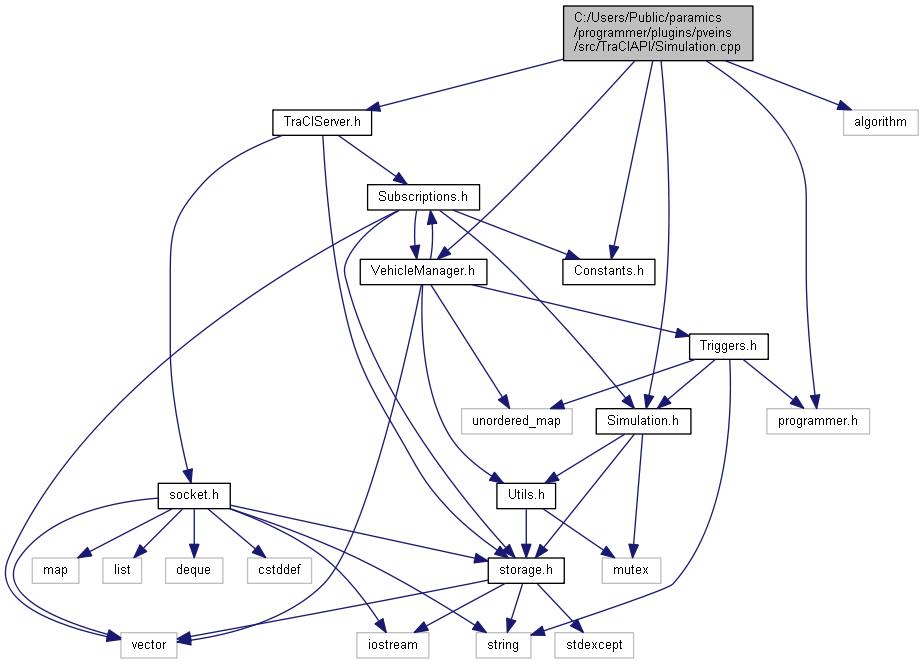 C:/Users/Public/paramics
/programmer/plugins/pveins
/src/TraCIAPI/Simulation.cpp
TraCIServer.h
algorithm
Subscriptions.h
VehicleManager.h
Constants.h
Triggers.h
unordered_map
Simulation.h
programmer.h
socket.h
Utils.h
map
list
deque
cstddef
storage.h
mutex
vector
iostream
string
stdexcept